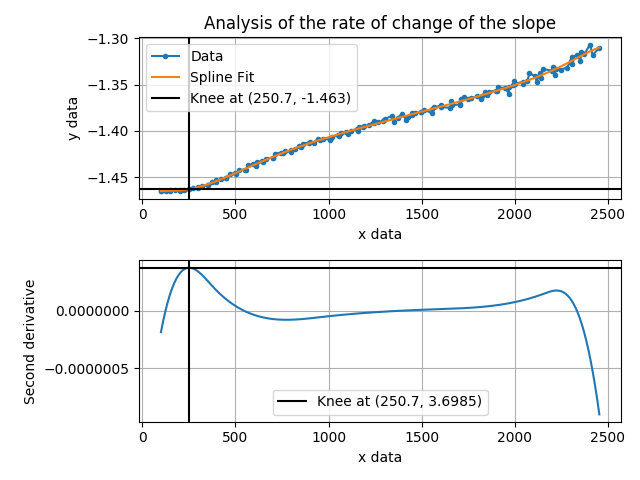 Analysis of the rate of change of the slope
−1.30
−1.35
−1.40
−1.45
y data
Data
Spline Fit
Knee at (250.7, -1.463)
0 500 1000 1500 2000 2500
x data
0.0000000
−0.0000005
Second derivative
Knee at (250.7, 3.6985)
0 500 1000 1500 2000 2500
x data